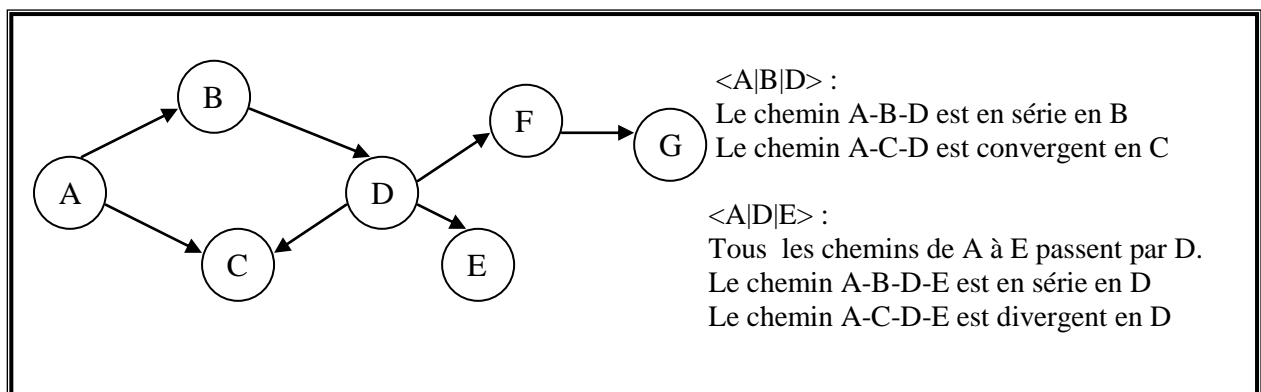 B
F
G
A
D
C
E
<A|B|D> :
Le chemin A-B-D est en série en B
Le chemin A-C-D est convergent en C
<A|D|E> :
Tous les chemins de A à E passent par D.
Le chemin A-B-D-E est en série en D
Le chemin A-C-D-E est divergent en D